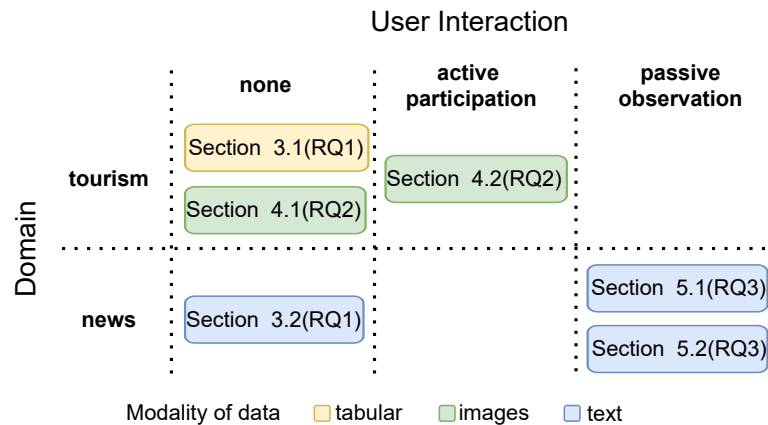 User Interaction
none
active
participation
passive
observation
Domain
tourism
Section 3.1(RQ1)
Section 4.1(RQ2)
Section 4.2(RQ2)
news
Section 3.2(RQ1)
Section 5.1(RQ3)
Section 5.2(RQ3)
Modality of data tabular images text